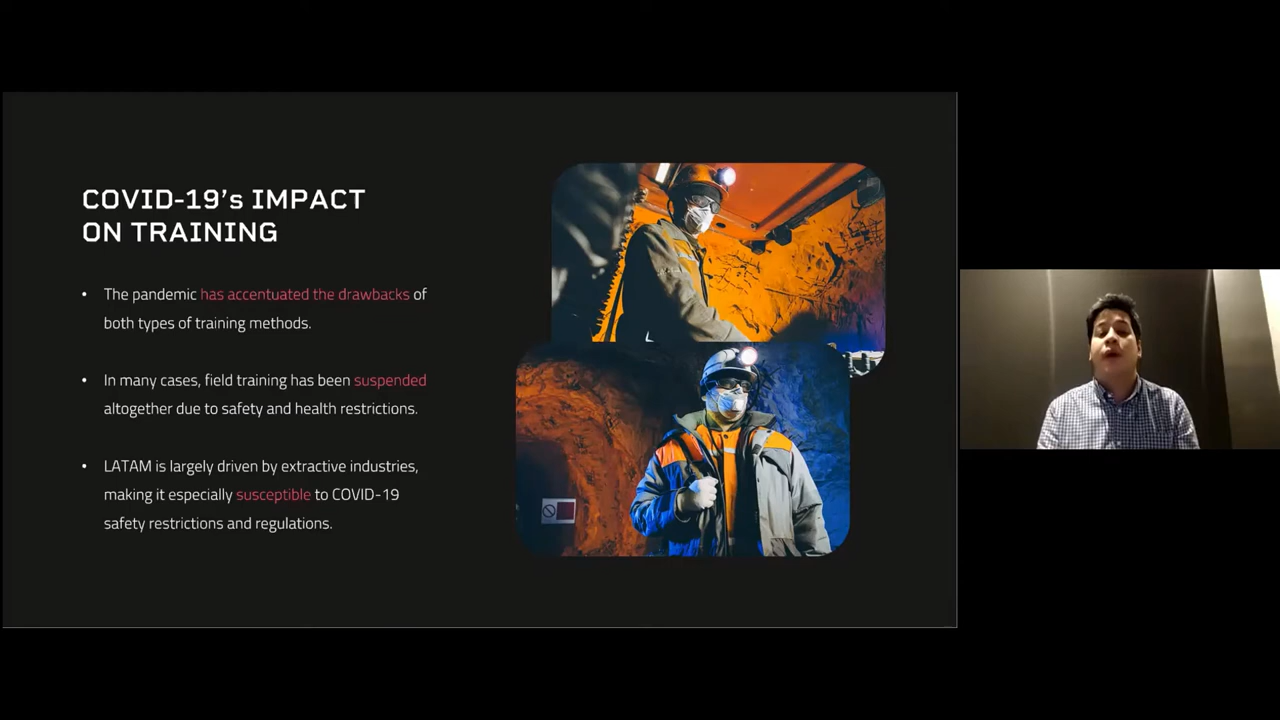 COVID-19's IMPACT
ON TRAINING
• The pandemic has accentuated the drawbacks of
both types of training methods.
• In many cases, field training has been suspended
altogether due to safety and health restrictions.
• LATAM is largely driven by extractive industries,
making it especially susceptible to COVID-19
safety restrictions and regulations.